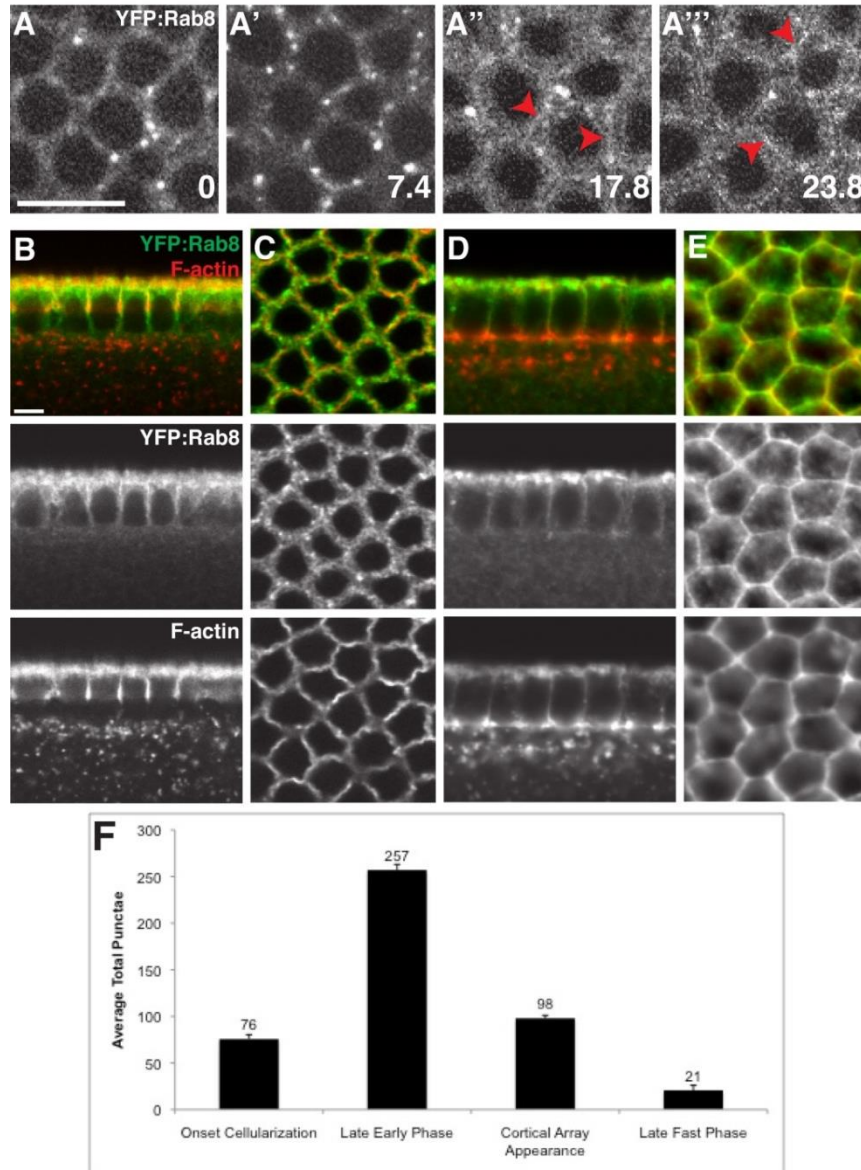 A YFP:Rab8 0
A' 7.4
A'' 17.8
A''' 23.8
B YFP:Rab8
F-actin
C
D
E
YFP:Rab8
F-actin
F
Average Total Punctae
300
250
200
150
100
50
0
76
257
98
21
Onset Cellularization
Late Early Phase
Cortical Array
Appearance
Late Fast Phase